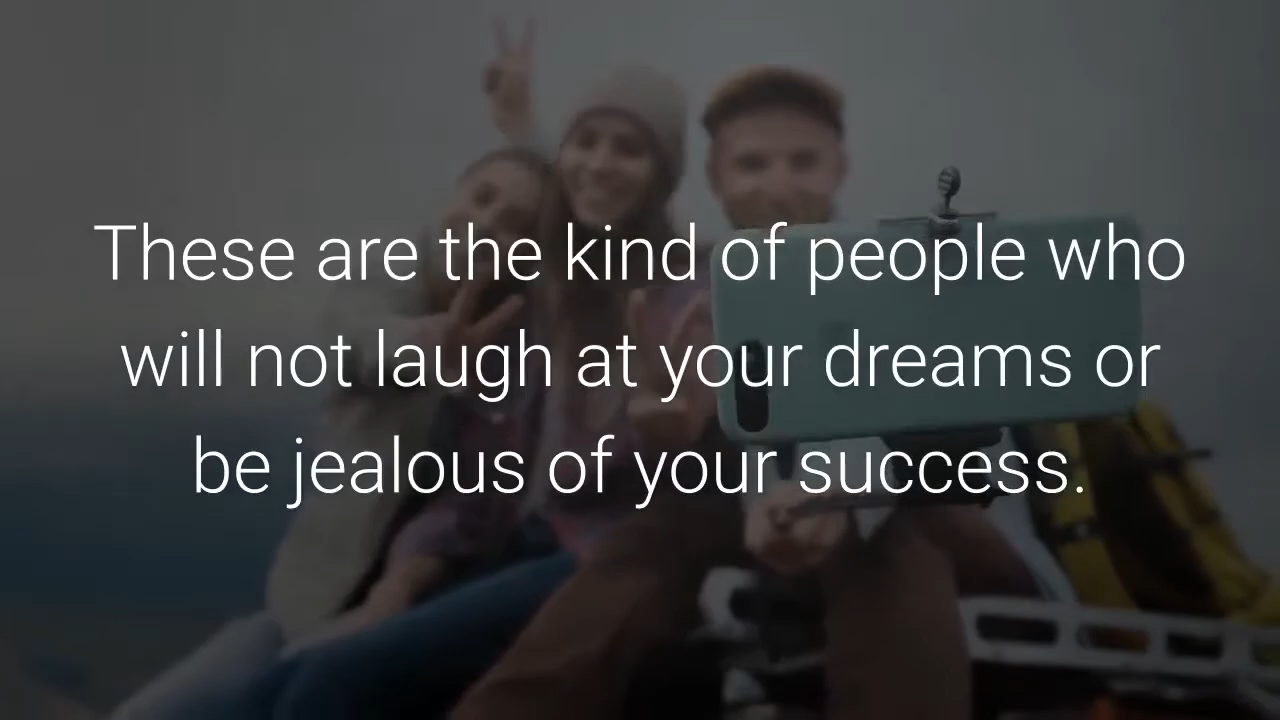 These are the kind of people who
will not laugh at your dreams or
be jealous of your success.